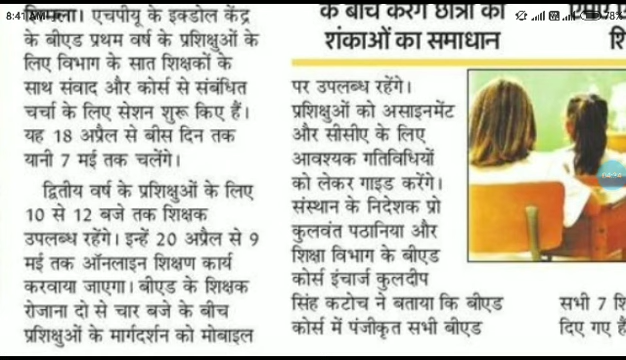 8:41
78%
के बीच करेंगे छात्रों की
शंकाओं का समाधान
शिमला। एचपीयू के इक्डोल केंद्र
के बीएड प्रथम वर्ष के प्रशिक्षुओं के
लिए विभाग के सात शिक्षकों के
साथ संवाद और कोर्स से संबंधित
चर्चा के लिए सेशन शुरू किए हैं।
यह 18 अप्रैल से बीस दिन तक
यानी 7 मई तक चलेंगे।
द्वितीय वर्ष के प्रशिक्षुओं के लिए
10 से 12 बजे तक शिक्षक
उपलब्ध रहेंगे। इन्हें 20 अप्रैल से 9
मई तक ऑनलाइन शिक्षण कार्य
करवाया जाएगा। बीएड के शिक्षक
रोजाना दो से चार बजे के बीच
प्रशिक्षुओं के मार्गदर्शन को मोबाइल
पर उपलब्ध रहेंगे।
प्रशिक्षुओं को असाइनमेंट
और सीसीए के लिए
आवश्यक गतिविधियों
को लेकर गाइड करेंगे।
संस्थान के निदेशक प्रो
कुलवंत पठानिया और
शिक्षा विभाग के बीएड
कोर्स इंचार्ज कुलदीप
सिंह कटोच ने बताया कि बीएड
कोर्स में पंजीकृत सभी बीएड
सभी 7
दिए गए